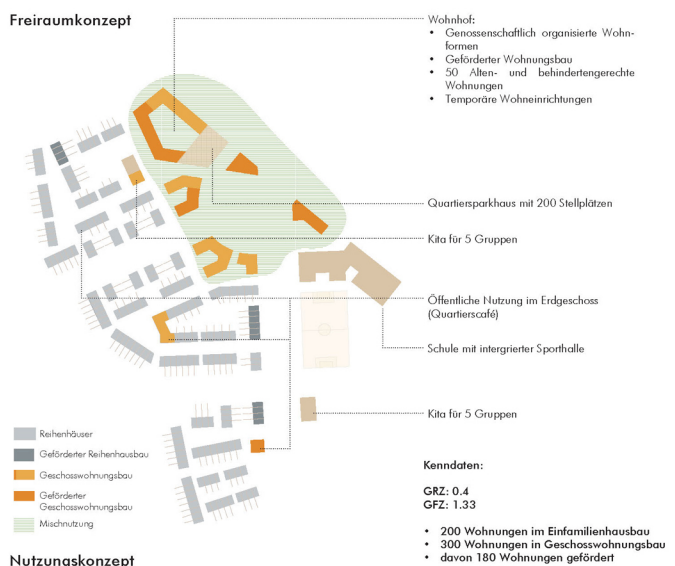 Freiraumkonzept
Wohnhof:
• Genossenschaftlich organisierte Wohn-
formen
• Geförderter Wohnungsbau
• 50 Alten- und behindertengerechte
Wohnungen
• Temporäre Wohneinrichtungen
Quartiersparkhaus mit 200 Stellplätzen
Kita für 5 Gruppen
Öffentliche Nutzung im Erdgeschoss
(Quartierscafé)
Schule mit intergrierter Sporthalle
Kita für 5 Gruppen
Reihenhäuser
Geförderter Reihenhausbau
Geschosswohnungsbau
Geförderter
Geschosswohnungsbau
Mischnutzung
Kenndaten:
GRZ: 0.4
GFZ: 1.33
• 200 Wohnungen im Einfamilienhausbau
• 300 Wohnungen in Geschosswohnungsbau
• davon 180 Wohnungen gefördert
Nutzungskonzept